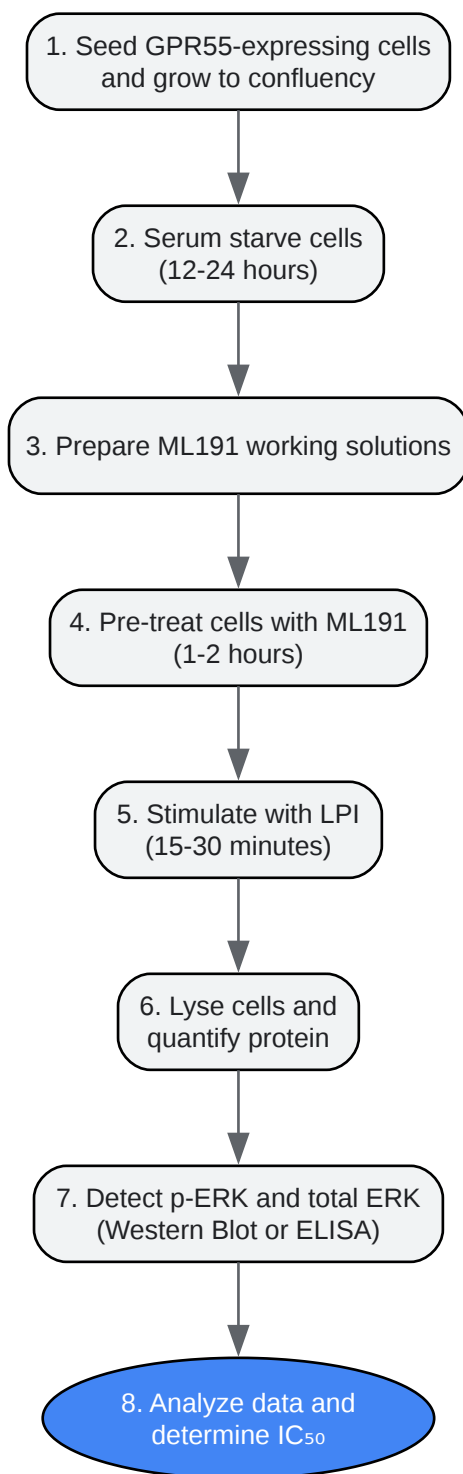 1. Seed GPR55-expressing cells
and grow to confluency
2. Serum starve cells
(12-24 hours)
3. Prepare ML191 working solutions
4. Pre-treat cells with ML191
(1-2 hours)
5. Stimulate with LPI
(15-30 minutes)
6. Lyse cells and
quantify protein
7. Detect p-ERK and total ERK
(Western Blot or ELISA)
8. Analyze data and
determine IC₅₀